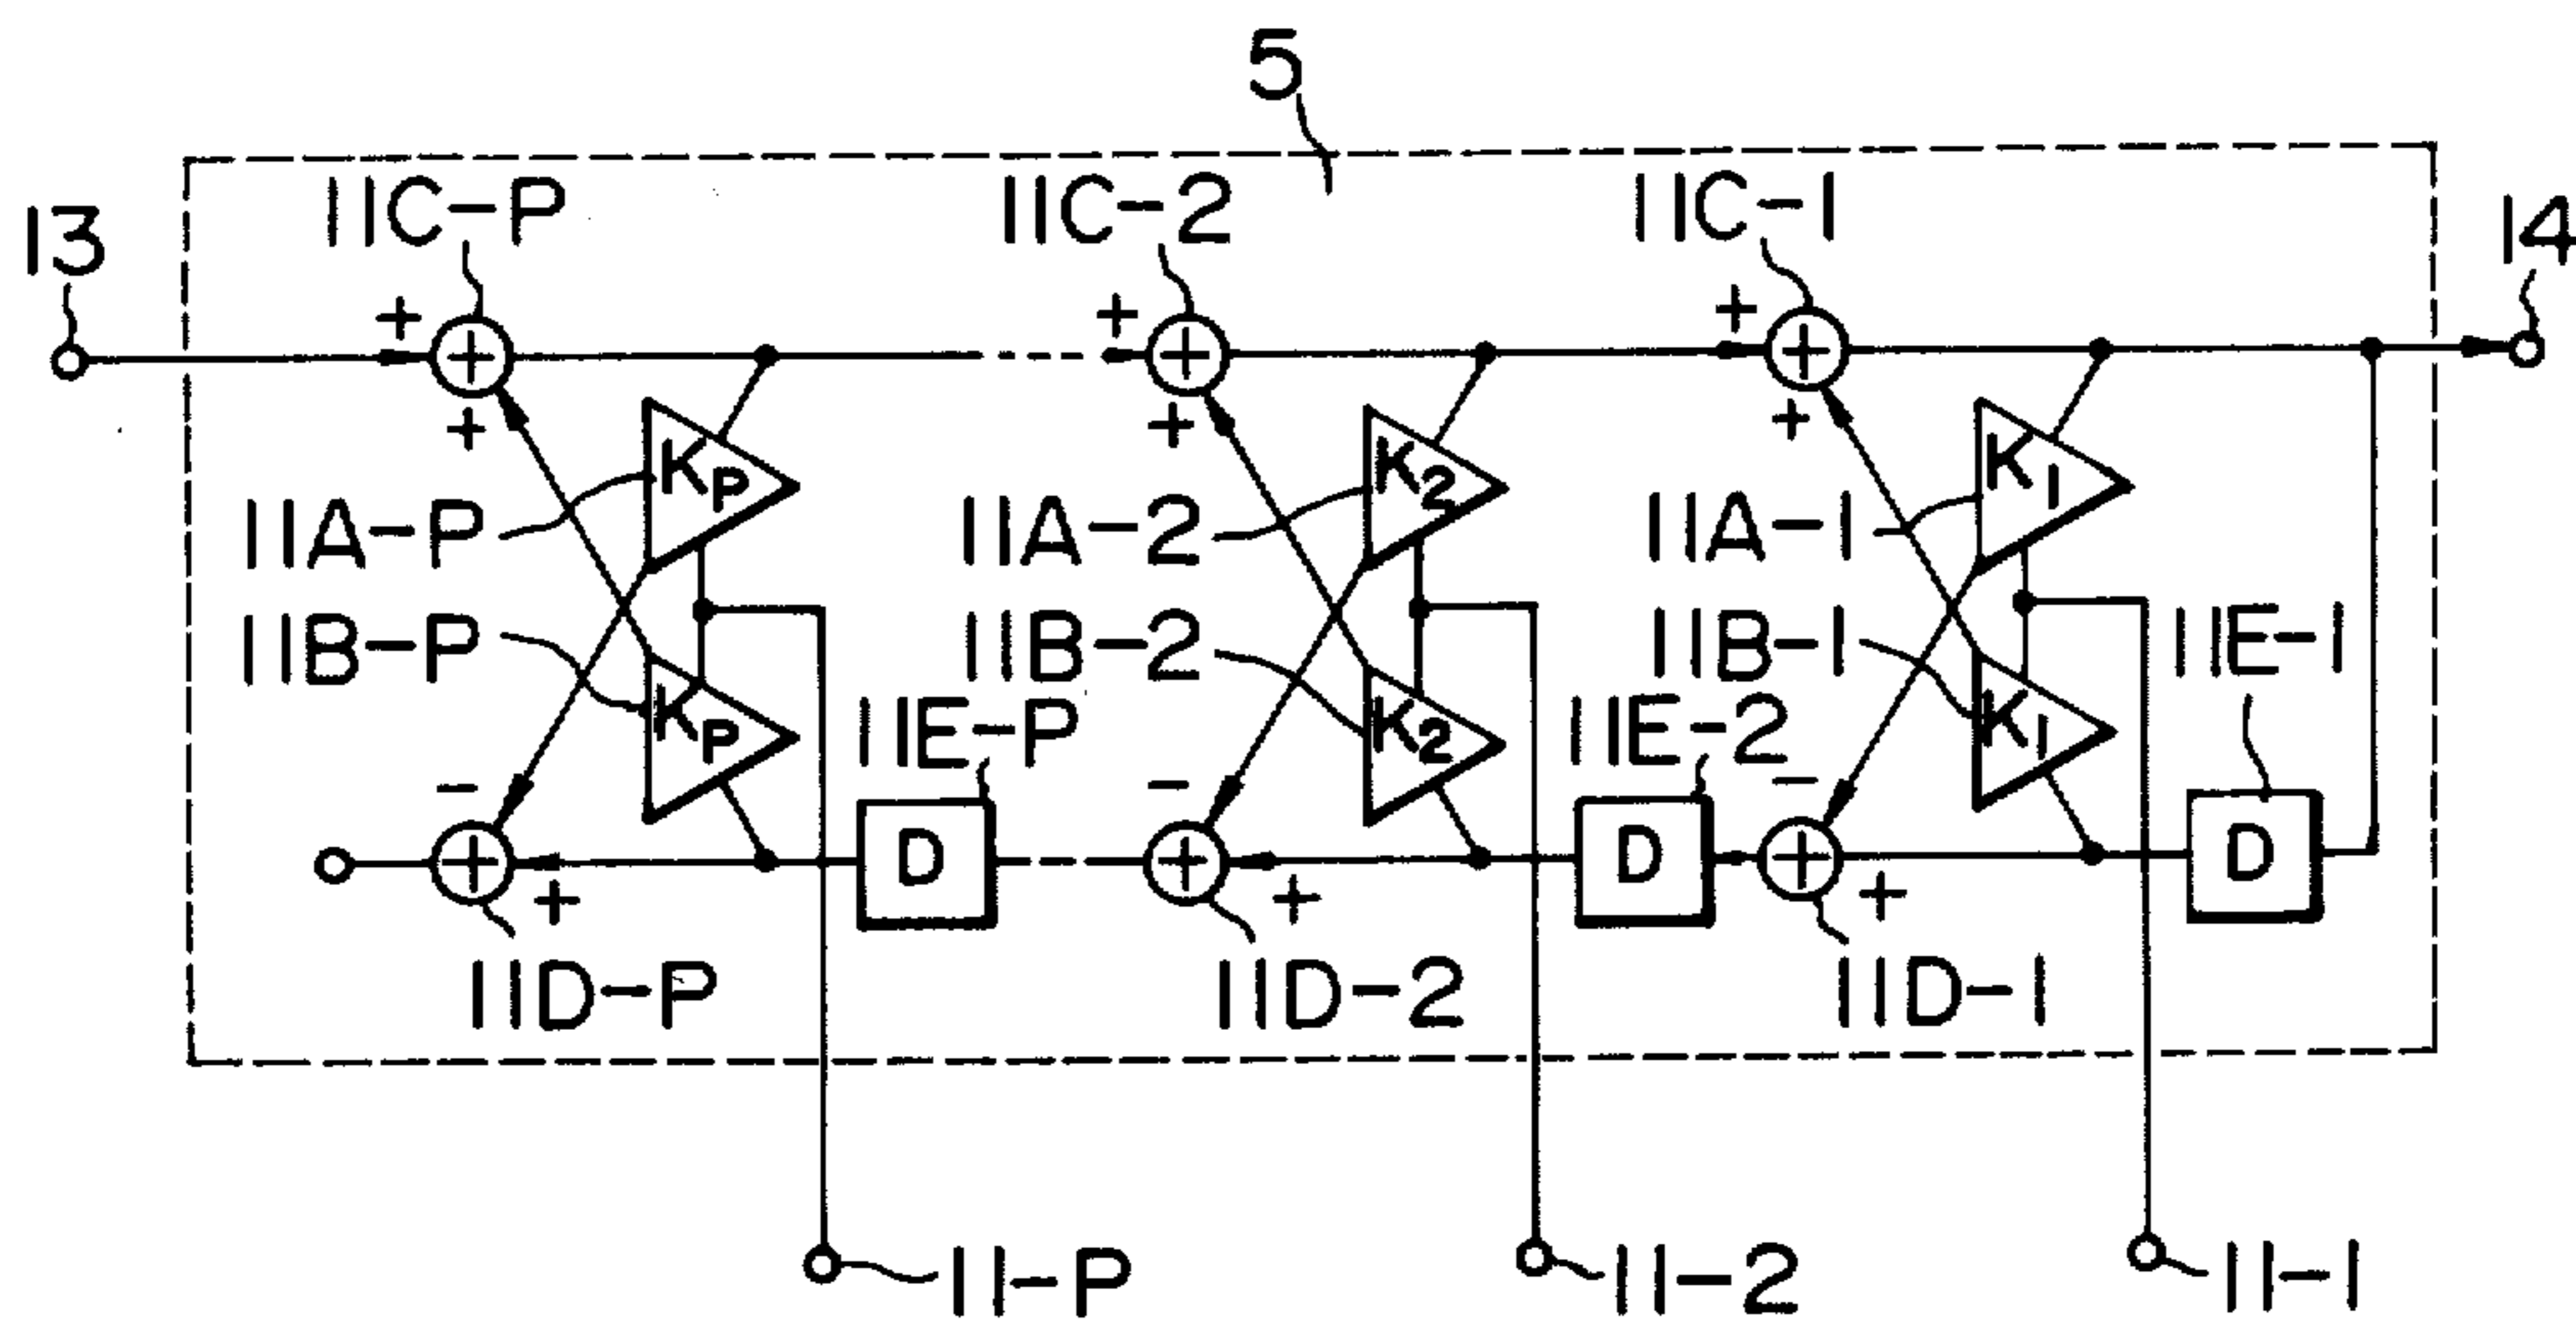 5
11C-P
11C-2
11C-1
13
14
+
+
+
+
+
+
+
+
+
KP
K2
K1
11A-P
11A-2
11A-1
11B-P
11B-2
11B-1
11E-1
KP
K2
K1
11E-P
11E-2
-
-
-
+
D
+
D
+
D
+
+
+
11D-P
11D-2
11D-1
11-P
11-2
11-1